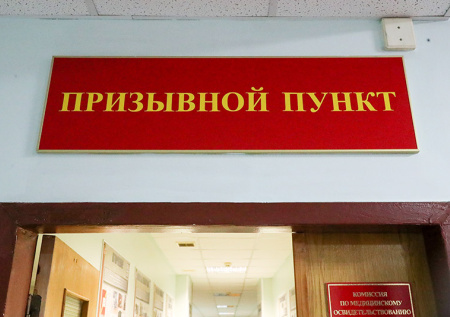 ПРИЗЫВНОЙ ПУНКТ
КОМИССИЯ
ПО МЕДИЦИНСКОМУ
ОСВИДЕТЕЛЬСТВОВАНИЮ